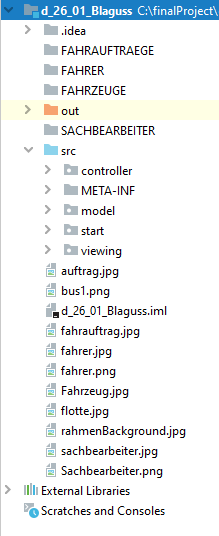 d_26_01_Blaguss C:\finalProject\
.idea
FAHRAUFTRAEGE
FAHRER
FAHRZEUGE
out
SACHBEARBEITER
src
controller
META-INF
model
start
viewing
auftrag.jpg
bus1.png
d_26_01_Blaguss.iml
fahrauftrag.jpg
fahrer.jpg
fahrer.png
Fahrzeug.jpg
flotte.jpg
rahmenBackground.jpg
sachbearbeiter.jpg
Sachbearbeiter.png
External Libraries
Scratches and Consoles